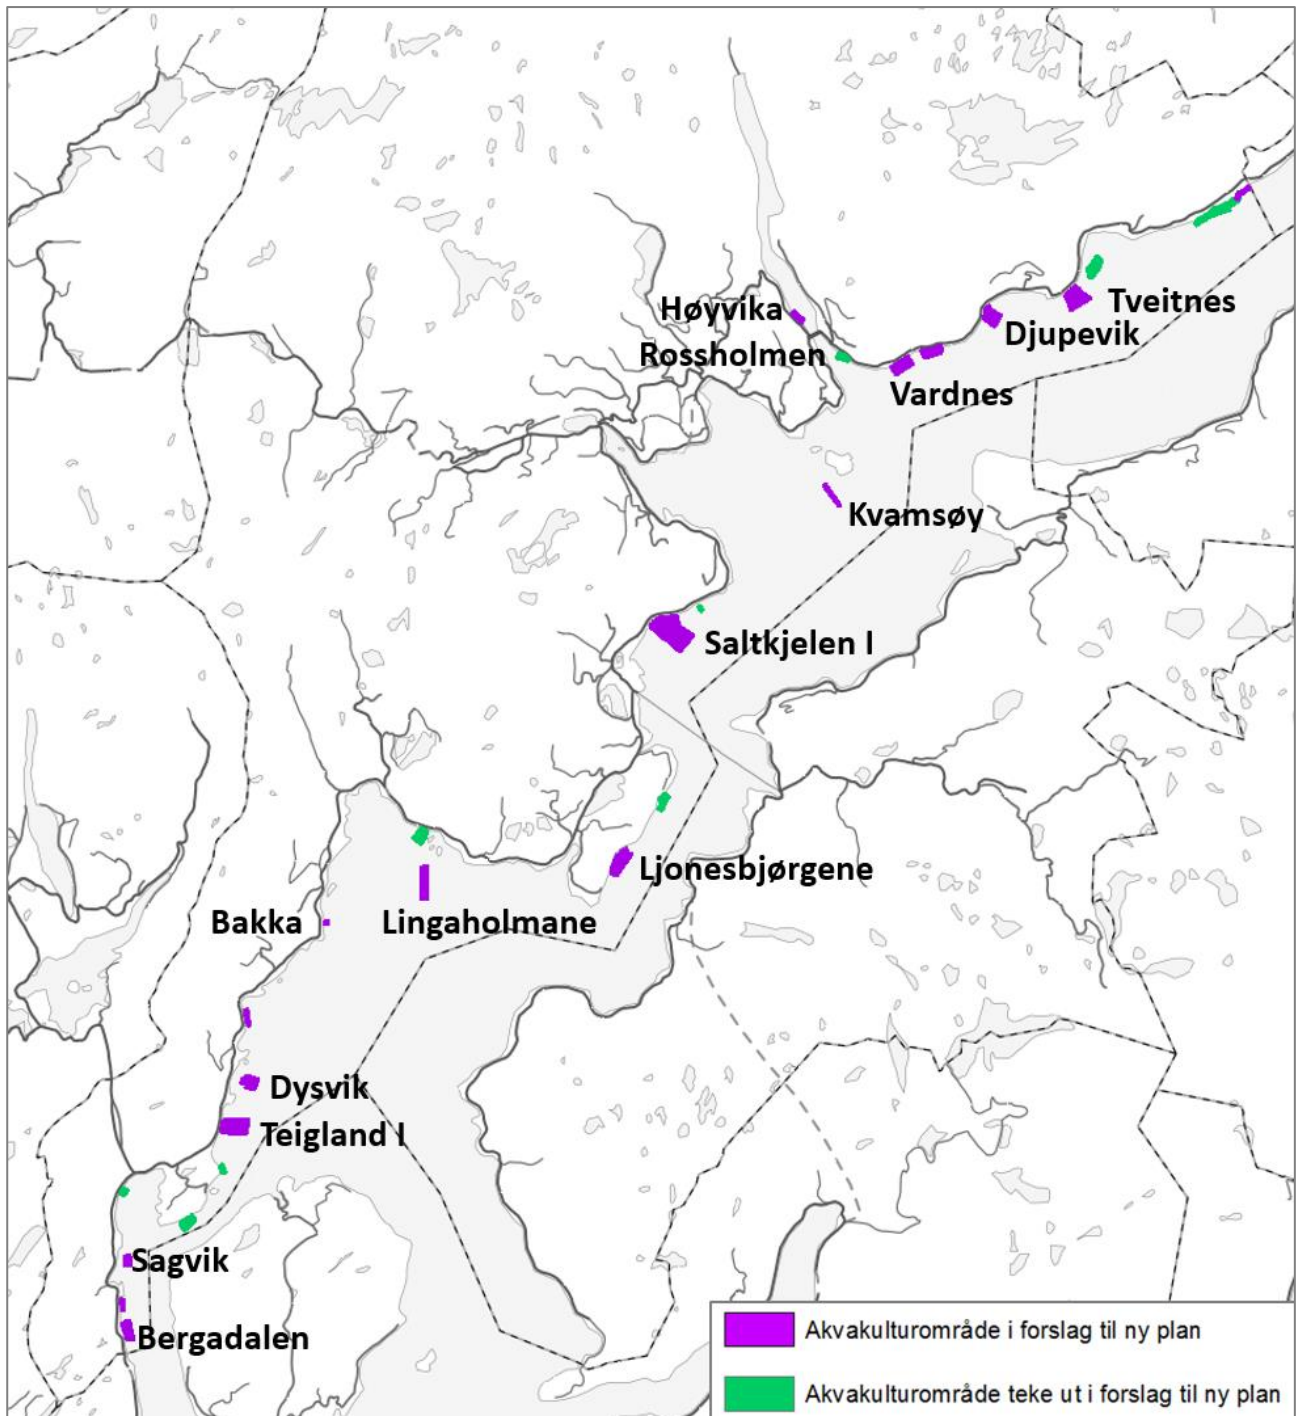 Høyvika
Tveitnes
Djupevik
Rossholmen
Vardnes
Kvamsøy
Saltkjelen I
Ljonesbjørgene
Bakka
Lingaholmane
Dysvik
Teigland I
Sagvik
Bergadalen
Akvakulturområde i forslag til ny plan
Akvakulturområde teke ut i forslag til ny plan